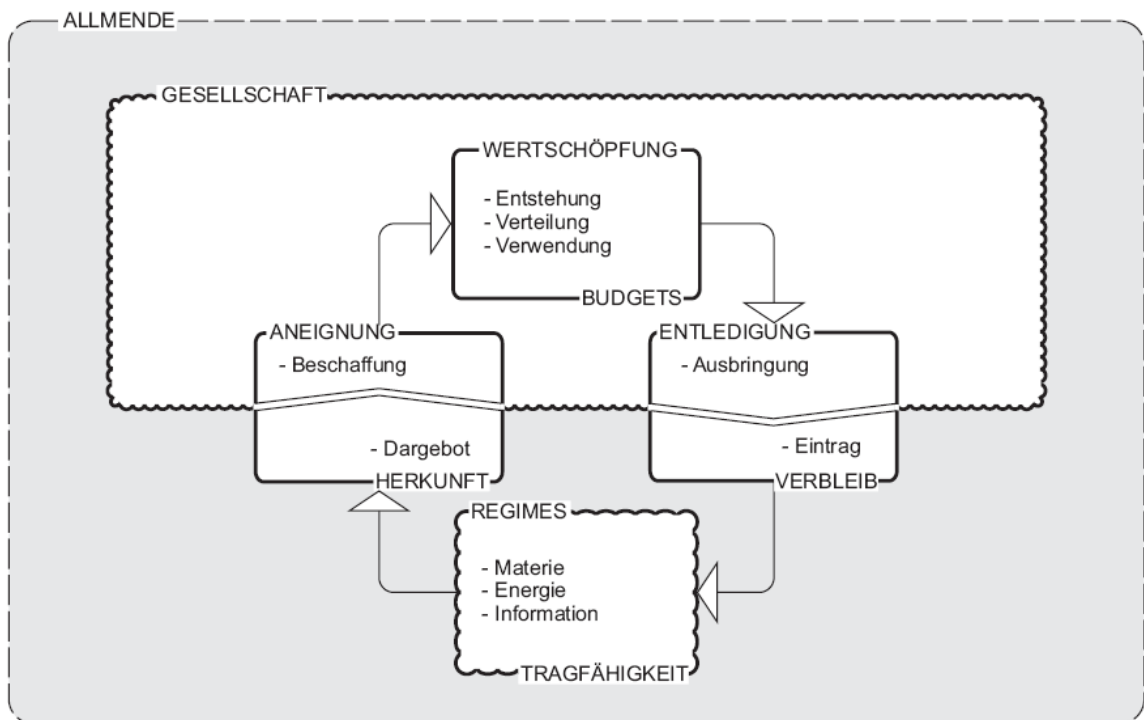 ALLMENDE
GESELLSCHAFT
WERTSCHÖPFUNG
- Entstehung
- Verteilung
- Verwendung
BUDGETS
ANEIGNUNG
- Beschaffung
- Dargebot
HERKUNFT
ENTLEDIGUNG
- Ausbringung
- Eintrag
VERBLEIB
REGIMES
- Materie
- Energie
- Information
TRAGFÄHIGKEIT